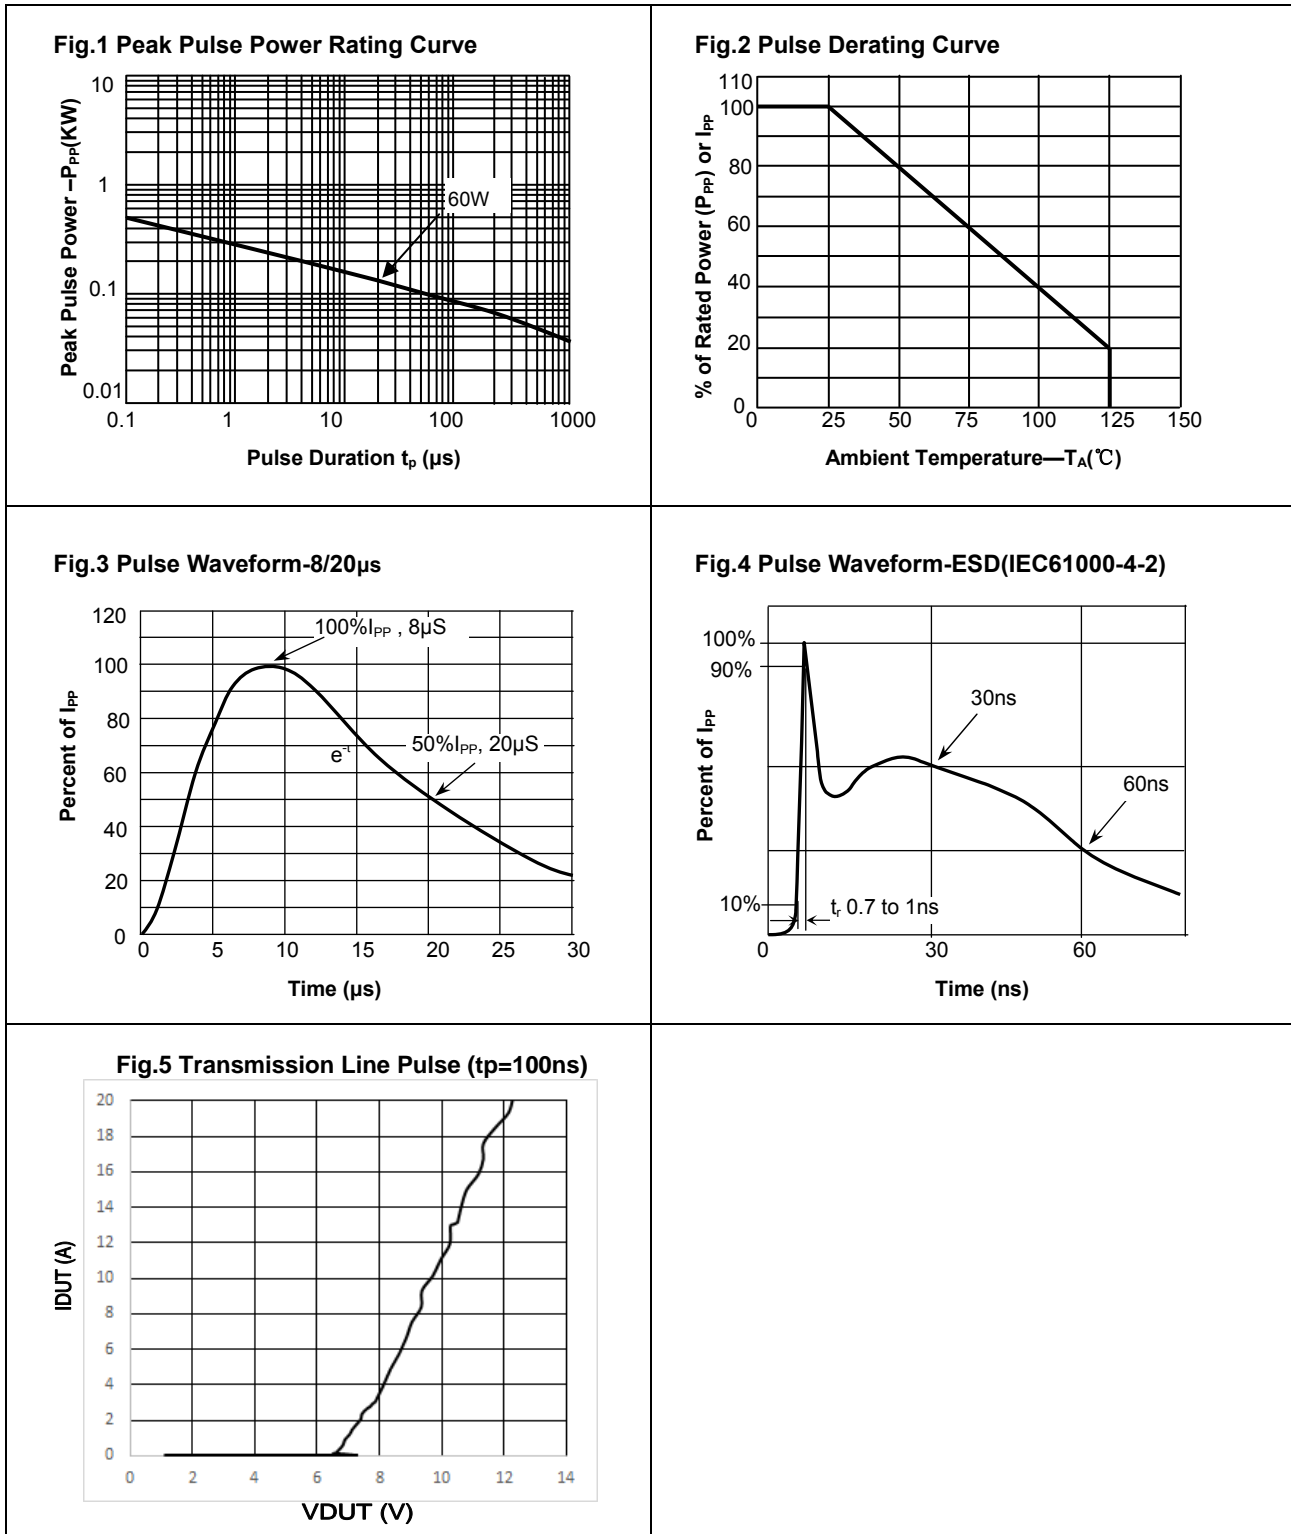 Fig.1 Peak Pulse Power Rating Curve
Peak Pulse Power –PPP(KW)
10
1
0.1
0.01
60W
0.1 1 10 100 1000
Pulse Duration tp (µs)
Fig.2 Pulse Derating Curve
% of Rated Power (PPP) or IPP
110
100
80
60
40
20
0
0 25 50 75 100 125 150
Ambient Temperature—TA(℃)
Fig.3 Pulse Waveform-8/20µs
Percent of IPP
120
100
80
60
40
20
0
100%IPP , 8µS
e-t
50%IPP, 20µS
0 5 10 15 20 25 30
Time (µs)
Fig.4 Pulse Waveform-ESD(IEC61000-4-2)
Percent of IPP
100%
90%
10%
30ns
60ns
tr 0.7 to 1ns
0 30 60
Time (ns)
Fig.5 Transmission Line Pulse (tp=100ns)
IDUT (A)
20
18
16
14
12
10
8
6
4
2
0
0 2 4 6 8 10 12 14
VDUT (V)